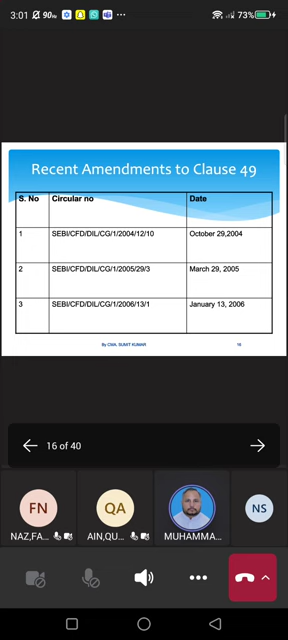 3:01 73%
Recent Amendments to Clause 49
S. No Circular no Date
1 SEBI/CFD/DIL/CG/1/2004/12/10 October 29,2004
2 SEBI/CFD/DIL/CG/1/2005/29/3 March 29, 2005
3 SEBI/CFD/DIL/CG/1/2006/13/1 January 13, 2006
By CMA. SUMIT KUMAR 16
16 of 40
FN QA NS
NAZ,FA... AIN,QU... MUHAMMA...